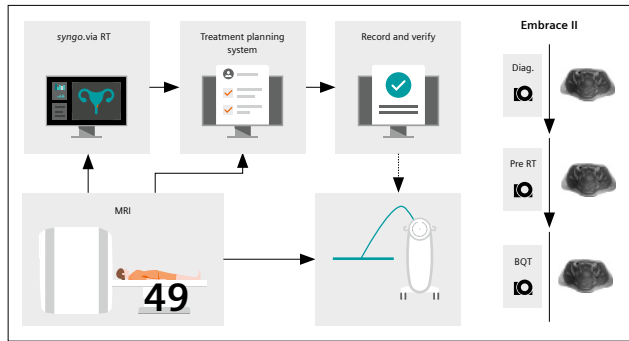 syngo.via RT
Treatment planning
system
Record and verify
MRI
49
Embrace II
Diag.
Pre RT
BQT